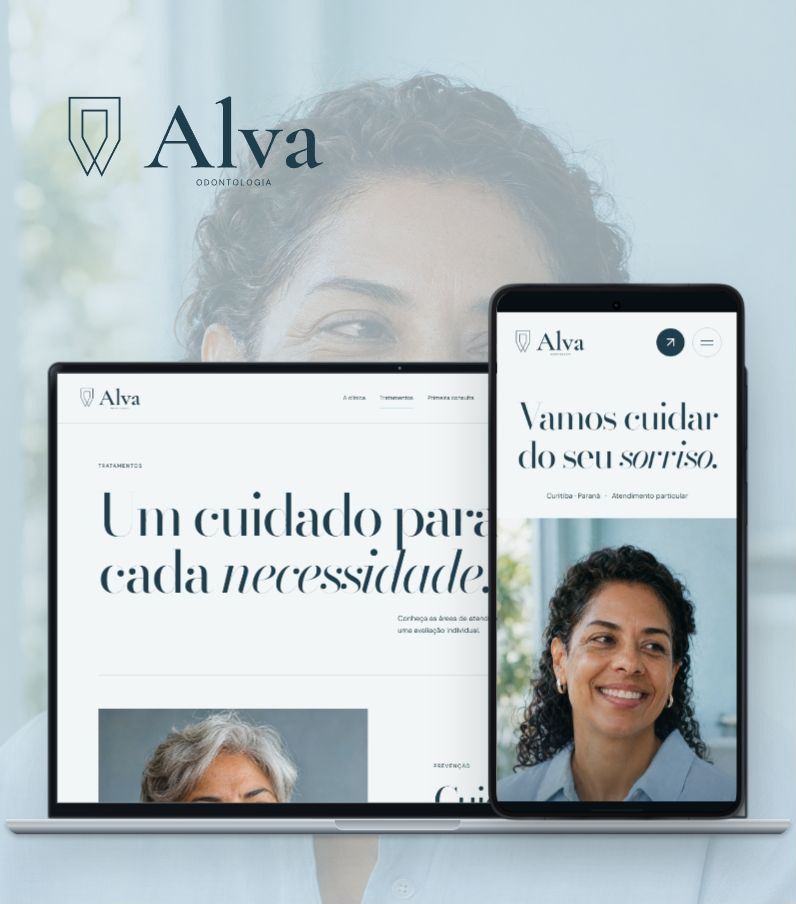 Alva
ODONTOLOGIA
Alva
A clínica Tratamentos Primeira consulta
TRATAMENTOS
Um cuidado para
cada necessidade.
Conheça as áreas de atend
uma avaliação individual.
PREVENÇÃO
Cui
Alva
Vamos cuidar
do seu sorriso.
Curitiba · Paraná - Atendimento particular